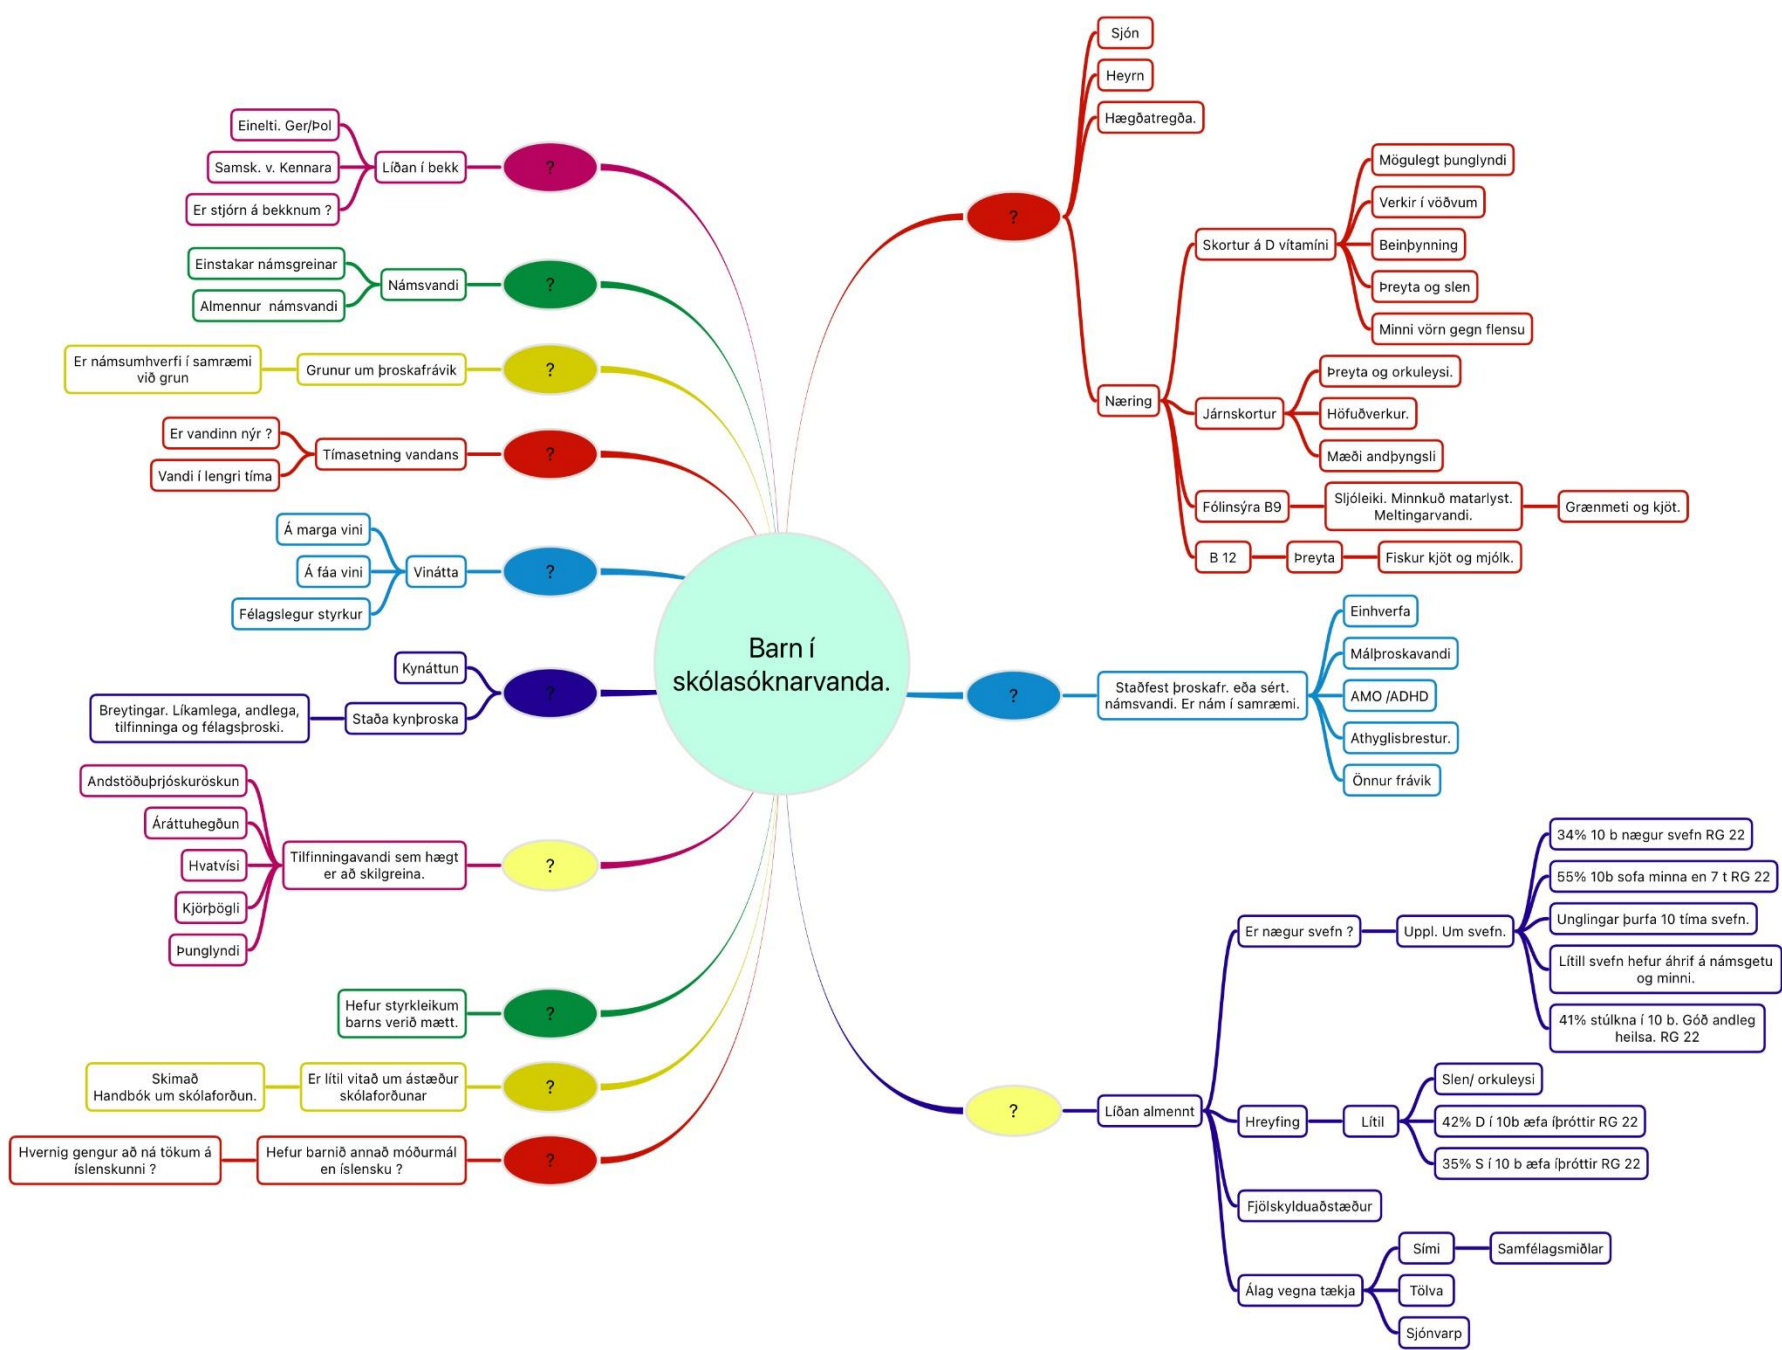 Barn í
skólasóknarvanda.
?
Líðan í bekk
Einelti. Ger/Þol
Samsk. v. Kennara
Er stjórn á bekknum ?
?
Námsvandi
Einstakar námsgreinar
Almennur  námsvandi
?
Grunur um þroskafrávik
Er námsumhverfi í samræmi
við grun
?
Tímasetning vandans
Er vandinn nýr ?
Vandi í lengri tíma
?
Vinátta
Á marga vini
Á fáa vini
Félagslegur styrkur
?
Kynáttun
Staða kynþroska
Breytingar. Líkamlega, andlega,
tilfinninga og félagsþroski.
?
Tilfinningavandi sem hægt
er að skilgreina.
Andstöðuþrjóskuröskun
Áráttuhegðun
Hvatvísi
Kjörþögli
Þunglyndi
?
Hefur styrkleikum
barns verið mætt.
?
Er lítil vitað um ástæður
skólaforðunar
Skimað
Handbók um skólaforðun.
?
Hefur barnið annað móðurmál
en íslensku ?
Hvernig gengur að ná tökum á
íslenskunni ?
?
Sjón
Heyrn
Hægðatregða.
Næring
Skortur á D vítamíni
Mögulegt þunglyndi
Verkir í vöðvum
Beinþynning
Þreyta og slen
Minni vörn gegn flensu
Járnskortur
Þreyta og orkuleysi.
Höfuðverkur.
Mæði andþyngsli
Fólinsýra B9
Sljóleiki. Minnkuð matarlyst.
Meltingarvandi.
Grænmeti og kjöt.
B 12
Þreyta
Fiskur kjöt og mjólk.
?
Staðfest þroskafr. eða sért.
námsvandi. Er nám í samræmi.
Einhverfa
Málþroskavandi
AMO /ADHD
Athyglisbrestur.
Önnur frávik
?
Líðan almennt
Er nægur svefn ?
Uppl. Um svefn.
34% 10 b nægur svefn RG 22
55% 10b sofa minna en 7 t RG 22
Unglingar þurfa 10 tíma svefn.
Lítill svefn hefur áhrif á námsgetu
og minni.
41% stúlkna í 10 b. Góð andleg
heilsa. RG 22
Hreyfing
Lítil
Slen/ orkuleysi
42% D í 10b æfa íþróttir RG 22
35% S í 10 b æfa íþróttir RG 22
Fjölskylduaðstæður
Álag vegna tækja
Sími
Samfélagsmiðlar
Tölva
Sjónvarp